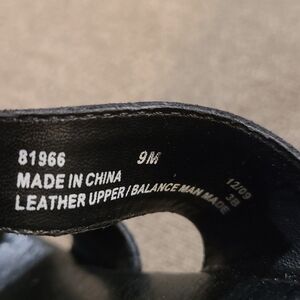 81966 9M
MADE IN CHINA 12/09
LEATHER UPPER/BALANCE MAN MADE 3B